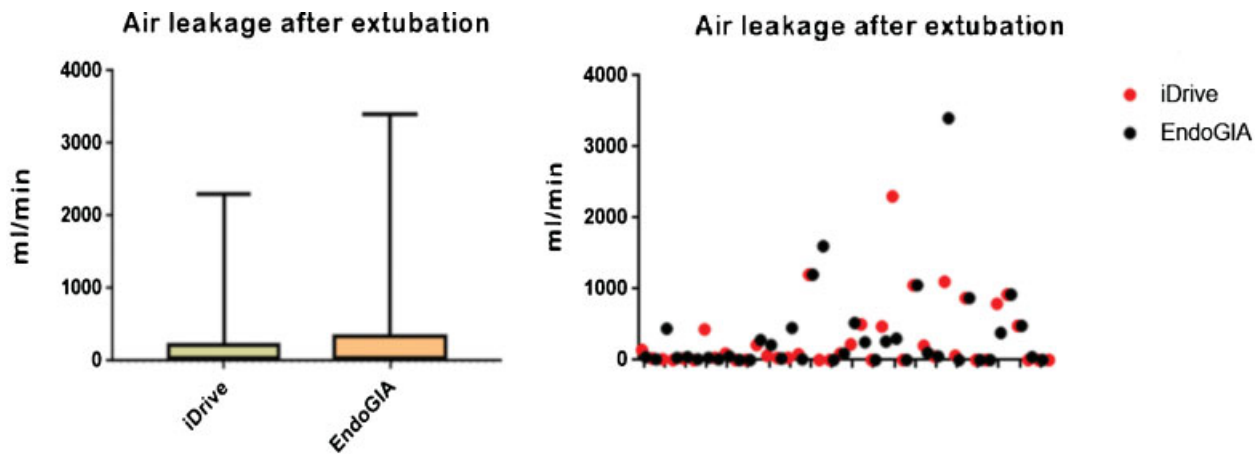 Air leakage after extubation
ml/min
4000
3000
2000
1000
0
iDrive
EndoGIA
Air leakage after extubation
ml/min
4000
3000
2000
1000
0
iDrive
EndoGIA